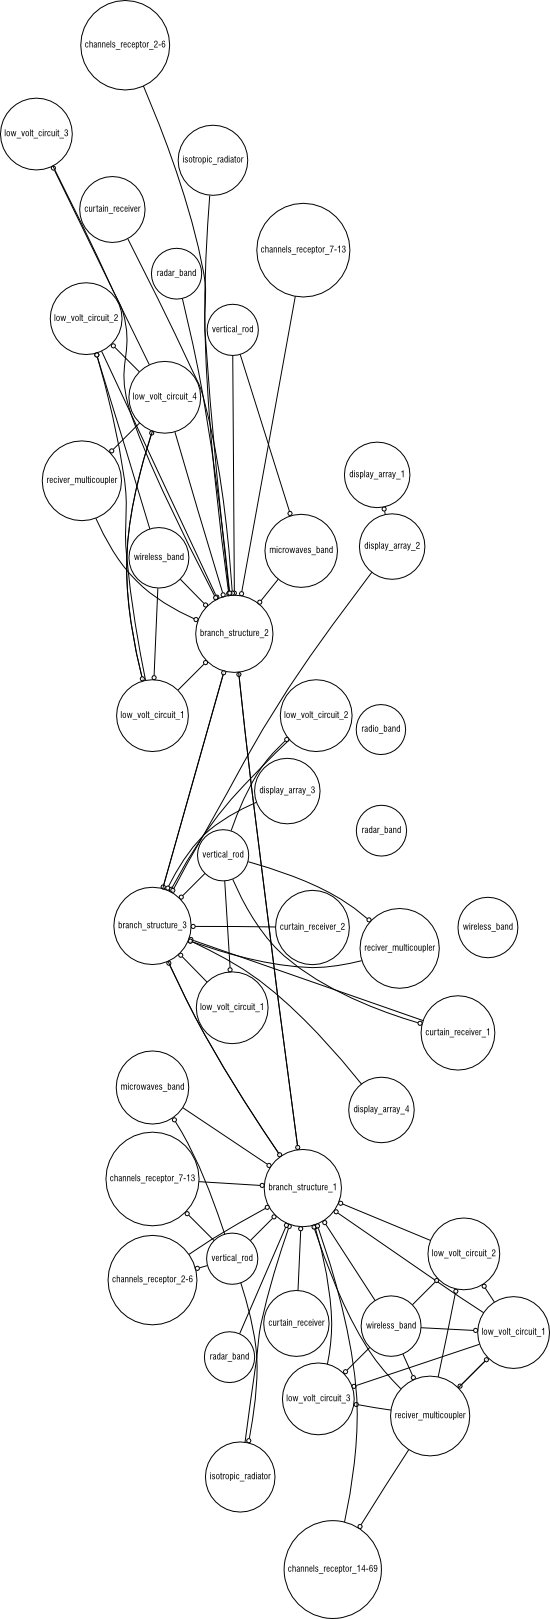 channels_receptor_2-6
low_volt_circuit_3
isotropic_radiator
curtain_receiver
channels_receptor_7-13
radar_band
low_volt_circuit_2
vertical_rod
low_volt_circuit_4
display_array_1
reciver_multicoupler
display_array_2
microwaves_band
wireless_band
branch_structure_2
low_volt_circuit_1
low_volt_circuit_2
radio_band
display_array_3
radar_band
vertical_rod
branch_structure_3
curtain_receiver_2
wireless_band
reciver_multicoupler
low_volt_circuit_1
curtain_receiver_1
microwaves_band
display_array_4
channels_receptor_7-13
branch_structure_1
low_volt_circuit_2
vertical_rod
channels_receptor_2-6
curtain_receiver
wireless_band
low_volt_circuit_1
radar_band
low_volt_circuit_3
reciver_multicoupler
isotropic_radiator
channels_receptor_14-69